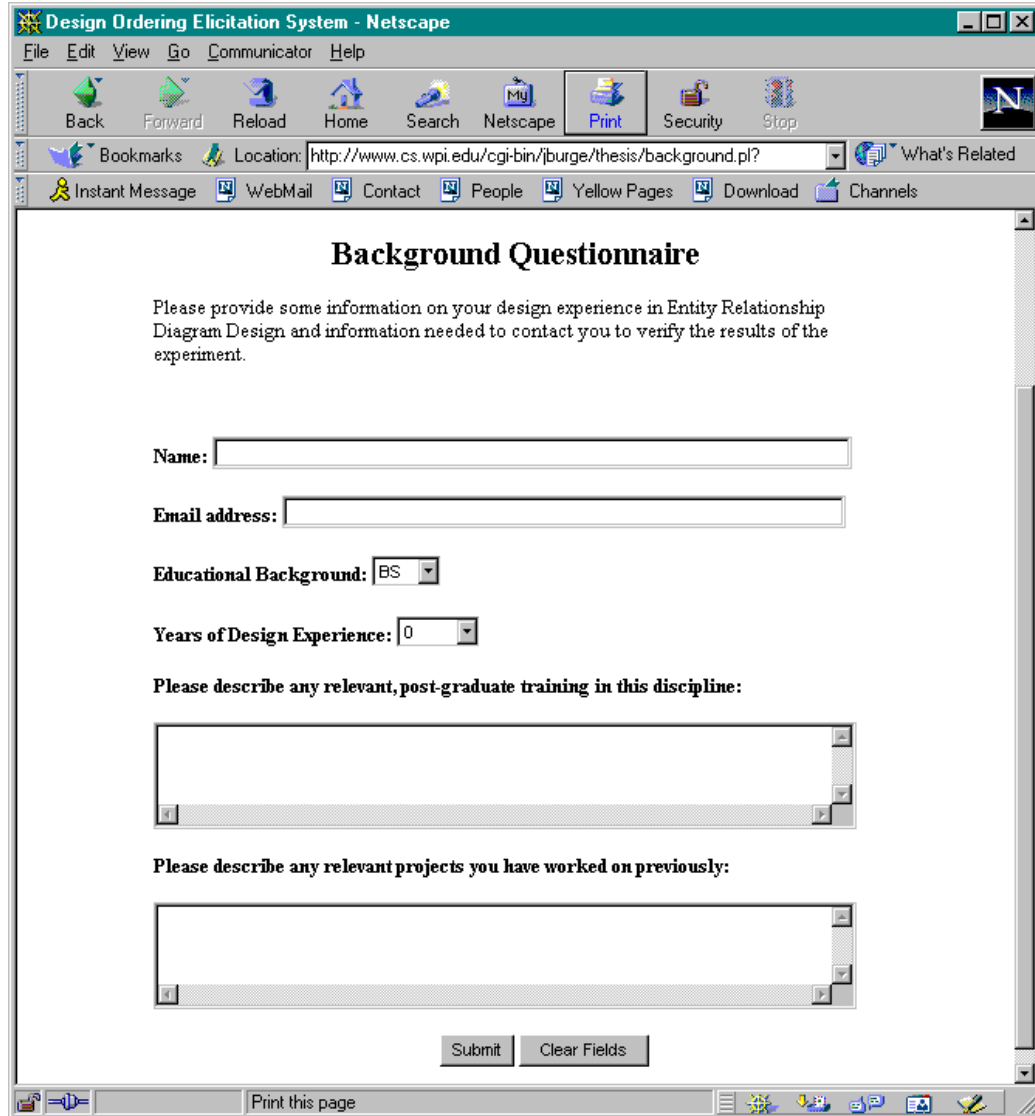 Design Ordering Elicitation System - Netscape
File Edit View Go Communicator Help
Back Forward Reload Home Search Netscape Print Security Stop
My
N
Bookmarks Location: http://www.cs.wpi.edu/cgi-bin/jburge/thesis/background.pl? What's Related
Instant Message WebMail Contact People Yellow Pages Download Channels
Background Questionnaire
Please provide some information on your design experience in Entity Relationship
Diagram Design and information needed to contact you to verify the results of the
experiment.
Name:
Email address:
Educational Background: BS
Years of Design Experience: 0
Please describe any relevant, post-graduate training in this discipline:
Please describe any relevant projects you have worked on previously:
Submit Clear Fields
Print this page